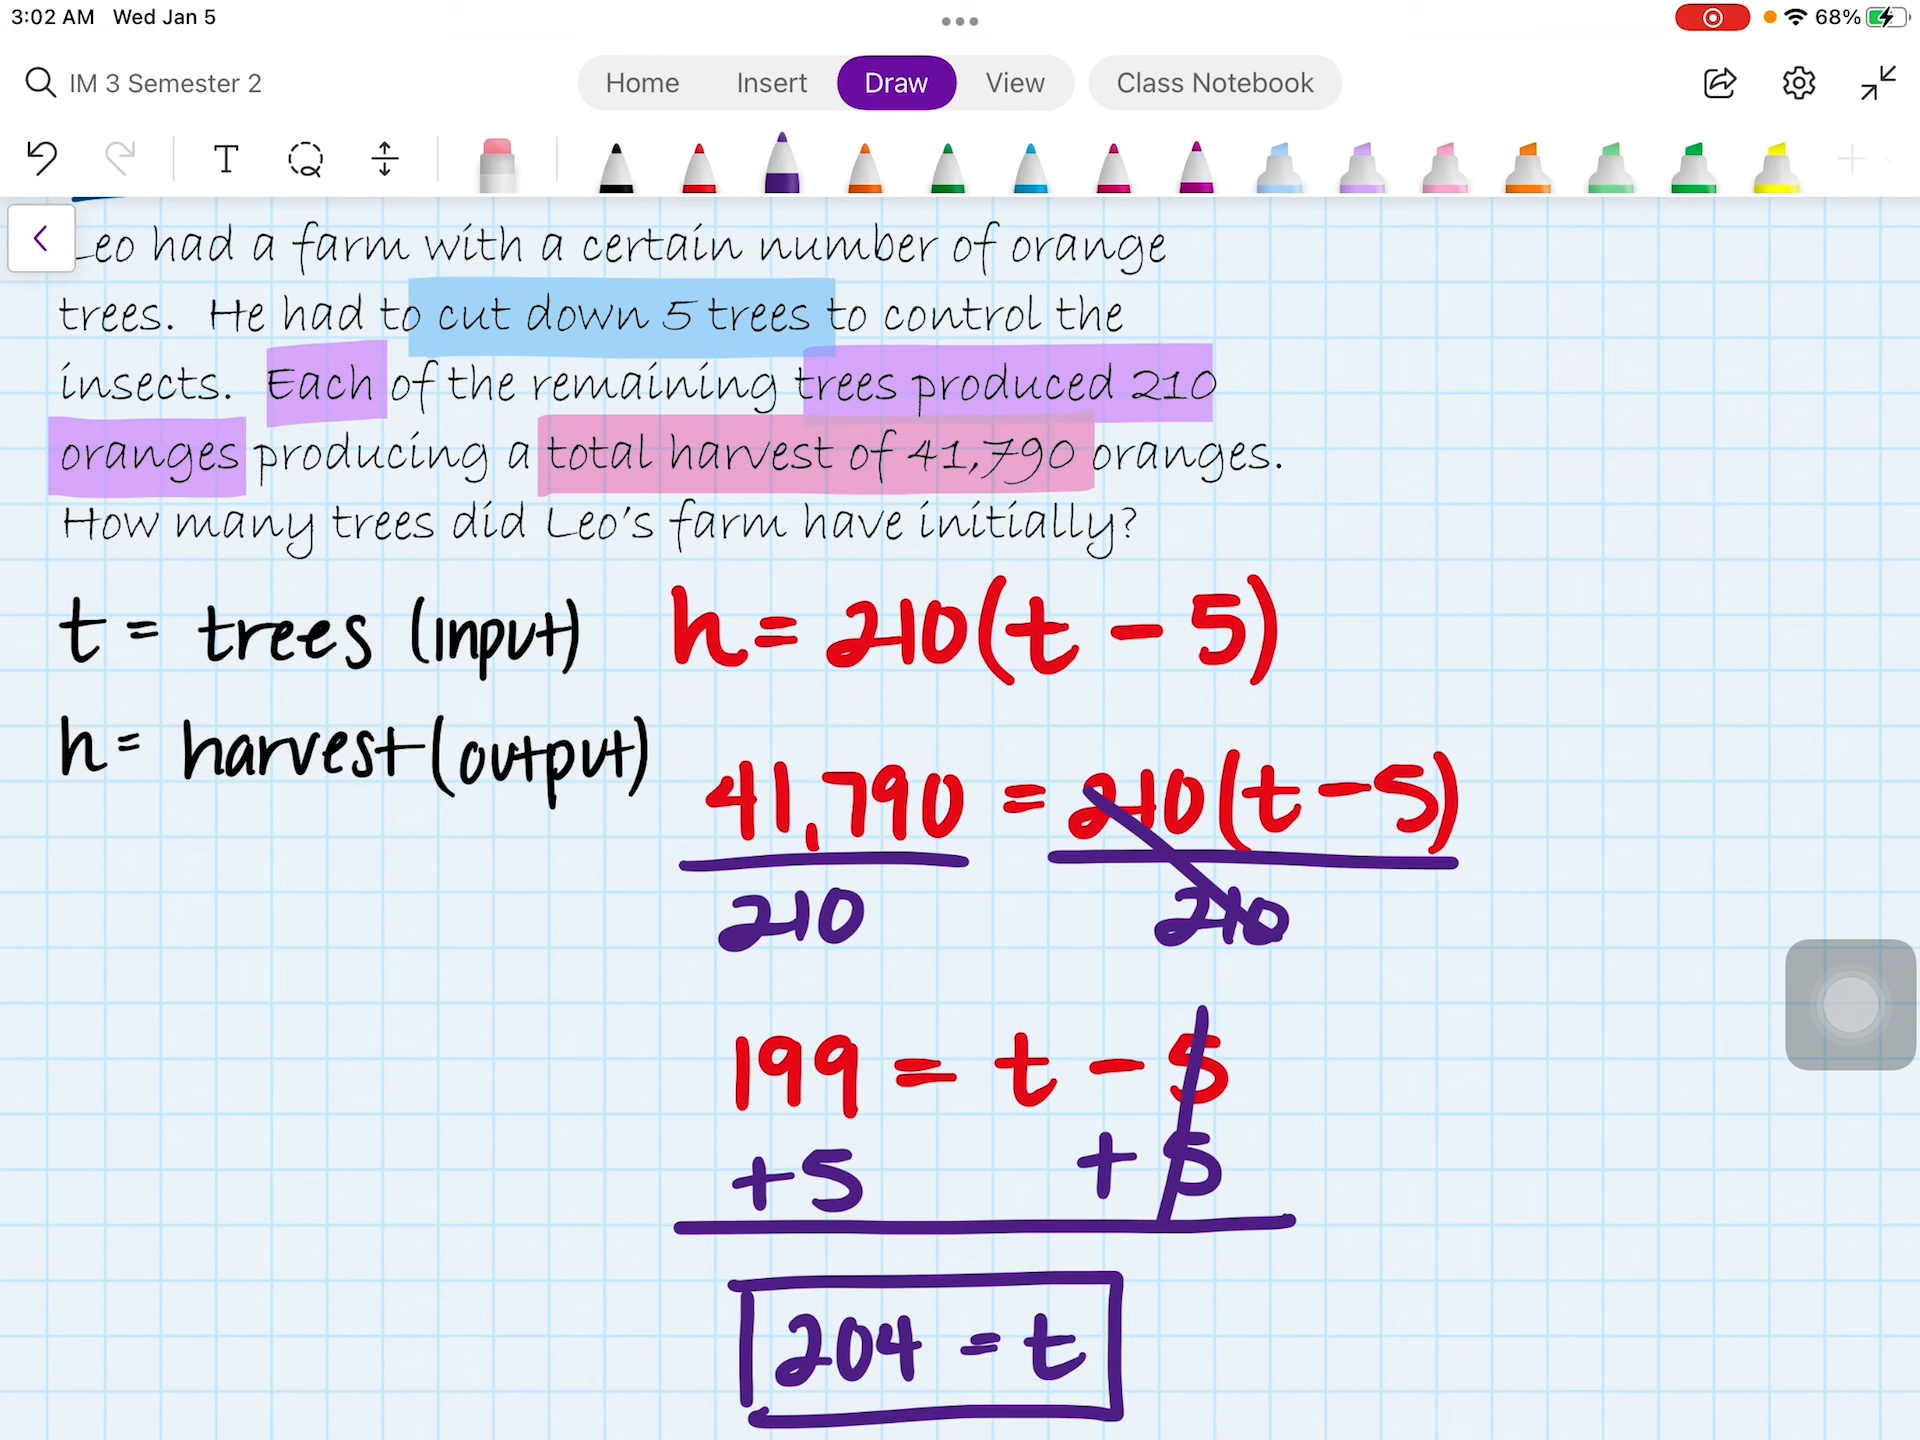 3:02 AM Wed Jan 5
68%
IM 3 Semester 2
Home Insert Draw View Class Notebook
T
Leo had a farm with a certain number of orange
trees. He had to cut down 5 trees to control the
insects. Each of the remaining trees produced 210
oranges producing a total harvest of 41,790 oranges.
How many trees did Leo's farm have initially?
t = trees (input)
h = 210(t - 5)
h = harvest (output)
41,790 = 210(t - 5)
210 210
199 = t - 5
+5 + 5
204 = t